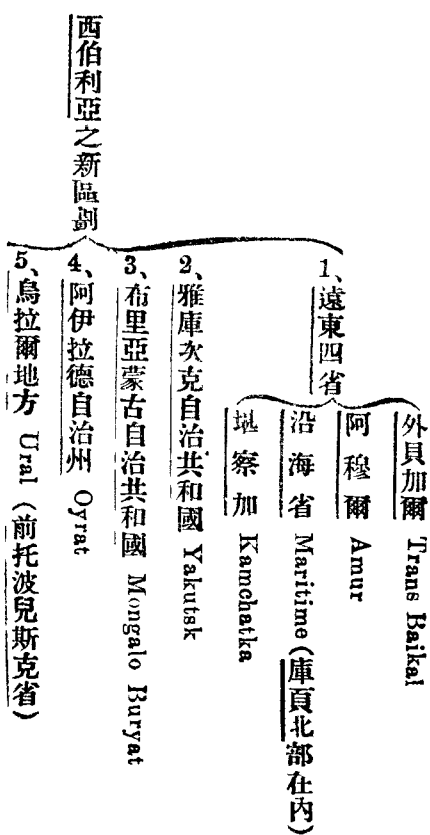 西伯利亞之新區劃
1、遠東四省
外貝加爾 Trans Baikal
阿穆爾 Amur
沿海省 Maritime (庫頁北部在內)
堪察加 Kamchatka
2、雅庫次克自治共和國 Yakutsk
3、布里亞蒙古自治共和國 Mongalo Buryat
4、阿伊拉德自治州 Oyrat
5、烏拉爾地方 Ural (前托波兒斯克省)